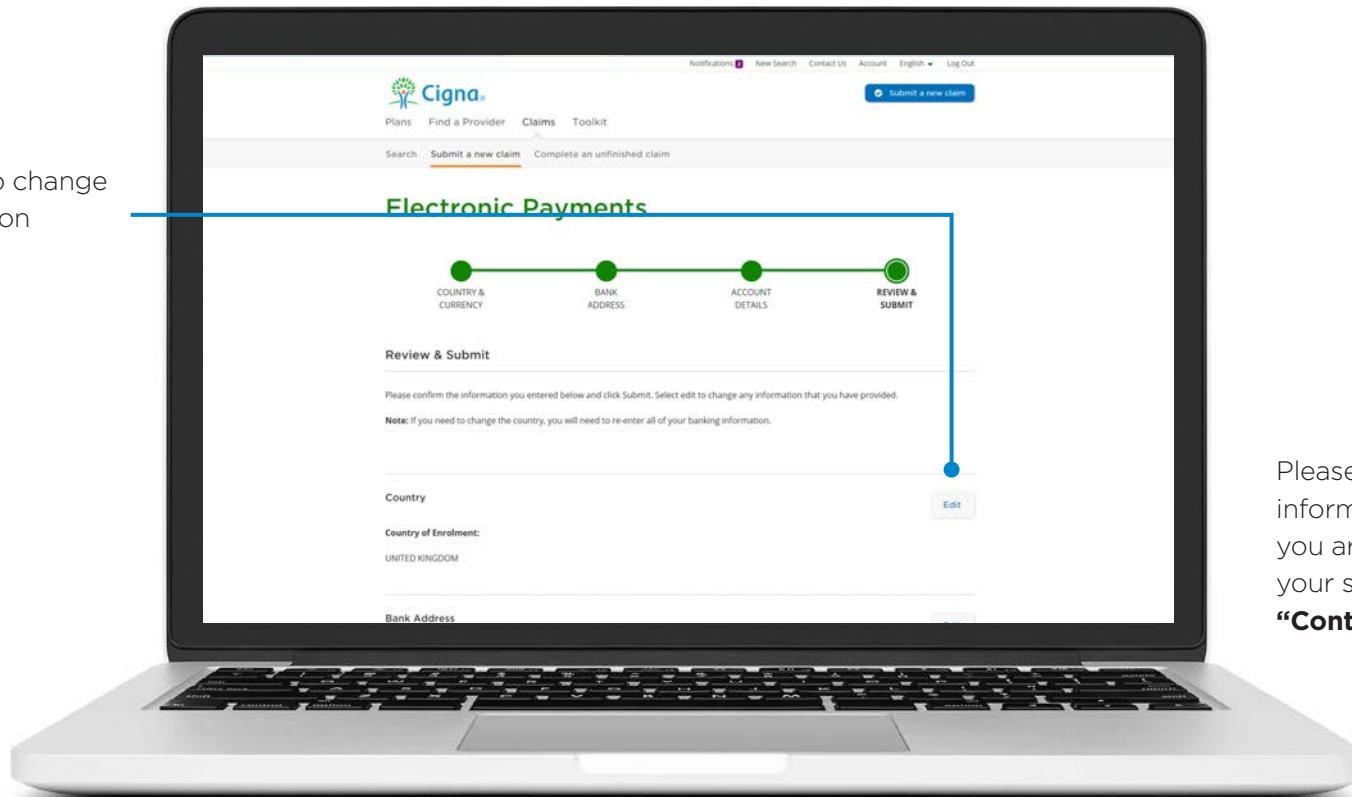 Notifications 2 New Search Contact Us Account English Log Out
Cigna®
Submit a new claim
Plans Find a Provider Claims Toolkit
Search Submit a new claim Complete an unfinished claim
change
Electronic Payments
COUNTRY & CURRENCY
BANK ADDRESS
ACCOUNT DETAILS
REVIEW & SUBMIT
Review & Submit
Please confirm the information you entered below and click Submit. Select edit to change any information that you have provided.
Note: If you need to change the country, you will need to re-enter all of your banking information.
Country
Edit
Country of Enrolment:
UNITED KINGDOM
Bank Address
Please
you
your